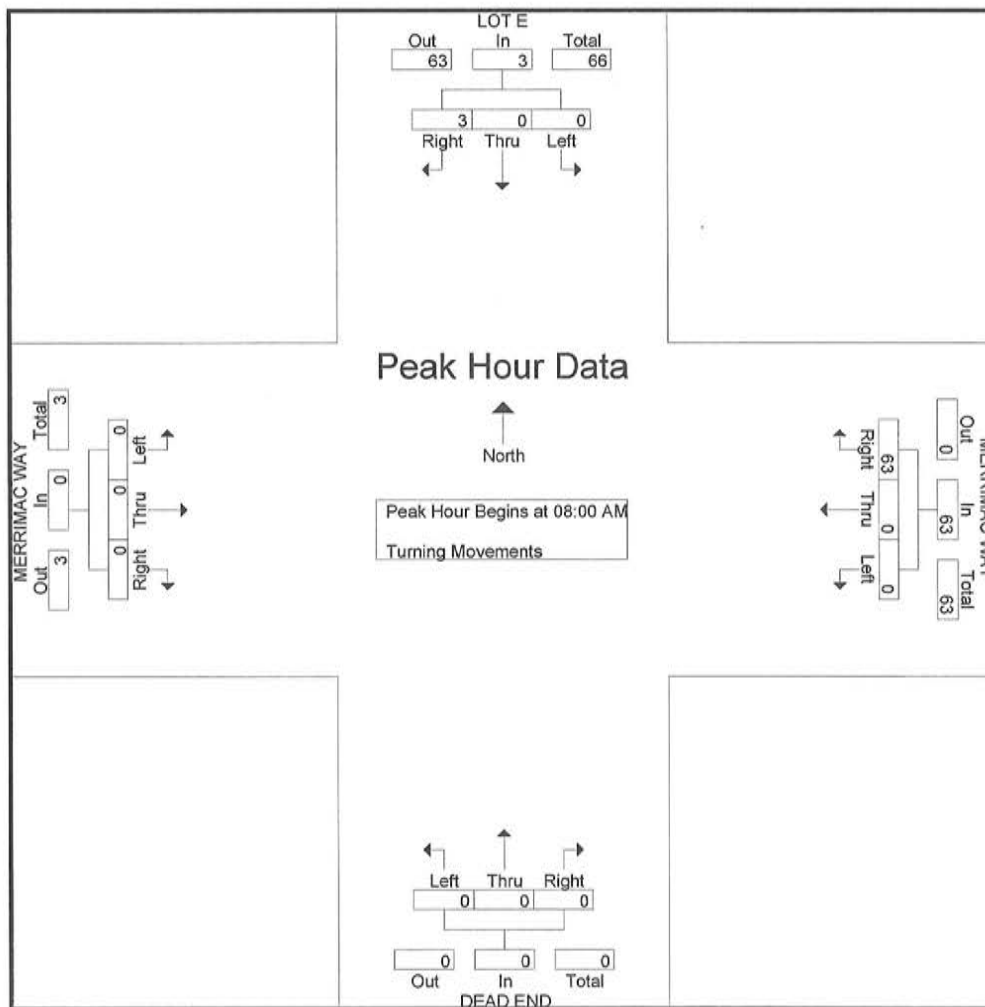 LOT E
Out In Total
63 3 66
3 0 0
Right Thru Left
Peak Hour Data
North
Peak Hour Begins at 08:00 AM
Turning Movements
MERRIMAC WAY
Out In Total
3 0 3
Left Thru Right
0 0 0
MERRIMAC WAY
Out In Total
0 63 63
Right Thru Left
63 0 0
Left Thru Right
0 0 0
0 0 0
Out In Total
DEAD END